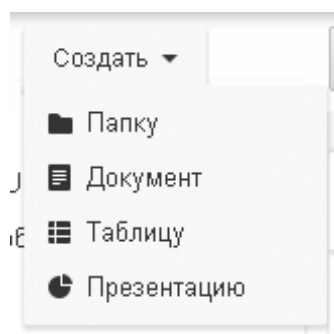 Создать
Папку
Документ
Таблицу
Презентацию